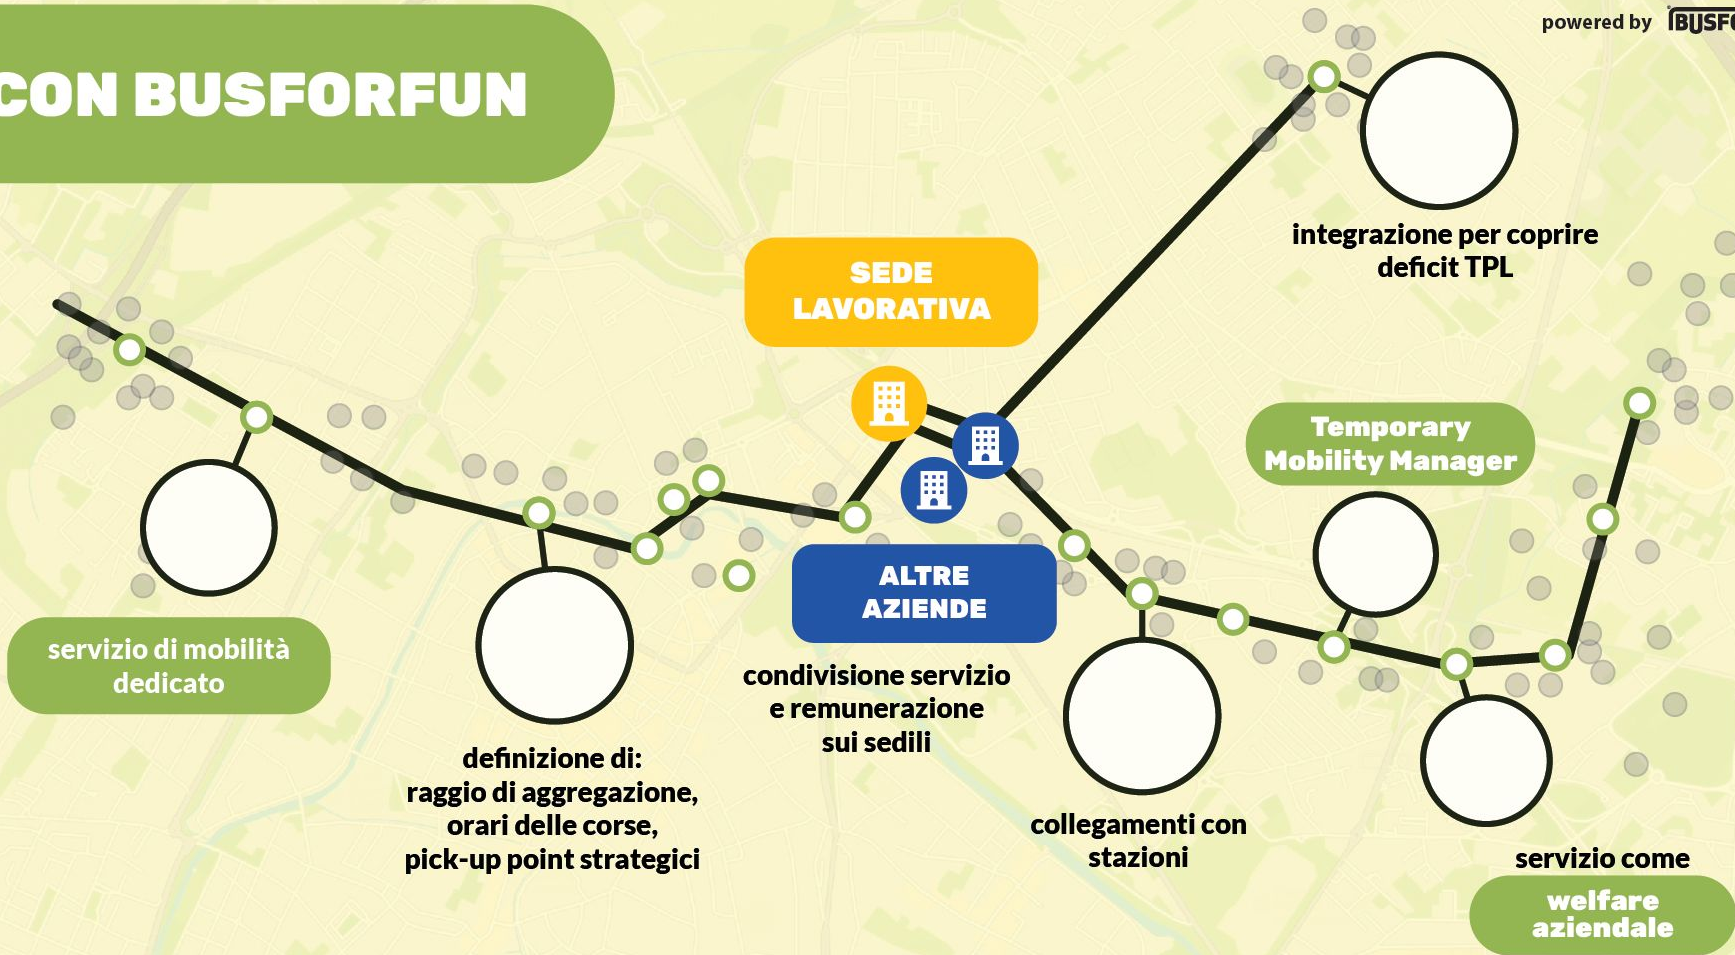 powered by
CON BUSFORFUN
integrazione per coprire
deficit TPL
SEDE
LAVORATIVA
Temporary
Mobility Manager
ALTRE
AZIENDE
servizio di mobilità
dedicato
condivisione servizio
e remunerazione
sui sedili
definizione di:
raggio di aggregazione,
orari delle corse,
pick-up point strategici
collegamenti con
stazioni
servizio come
welfare
aziendale